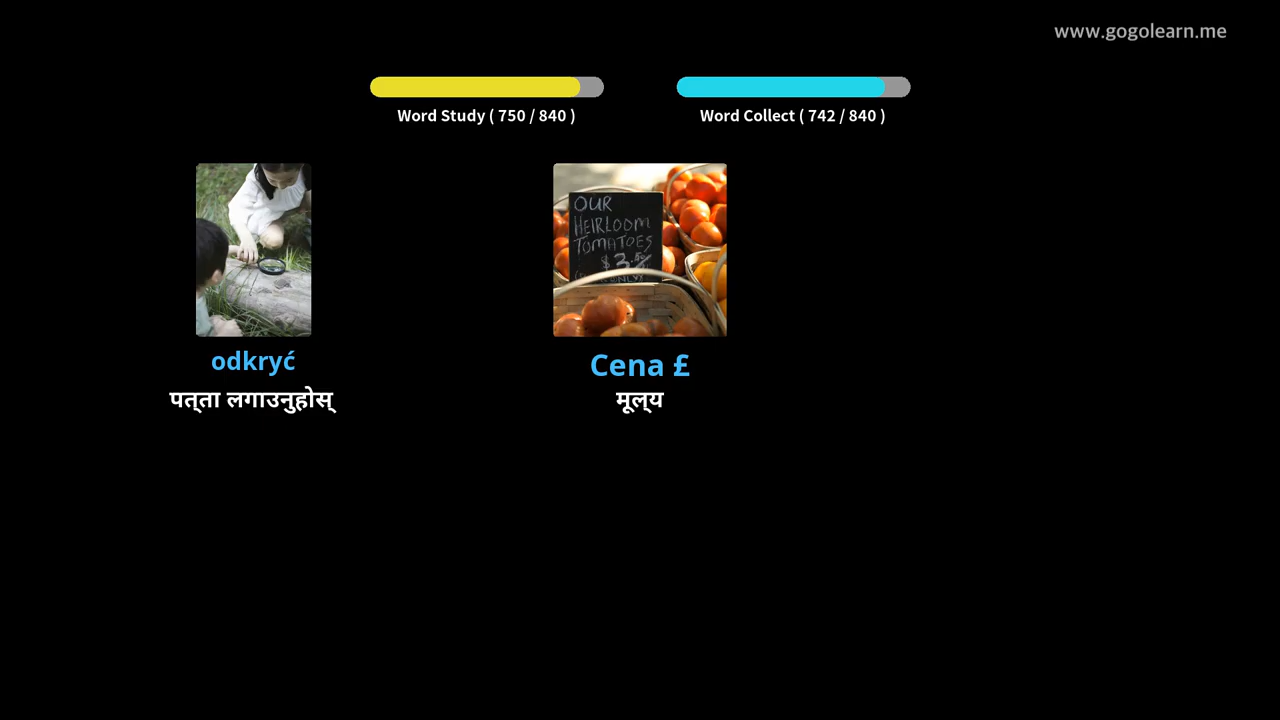 www.gogolearn.me
Word Study ( 750 / 840 )
Word Collect ( 742 / 840 )
OUR
HEIRLOOM
TOMATOES
odkryć
पत्ता लगाउनुहोस्
Cena £
मूल्य